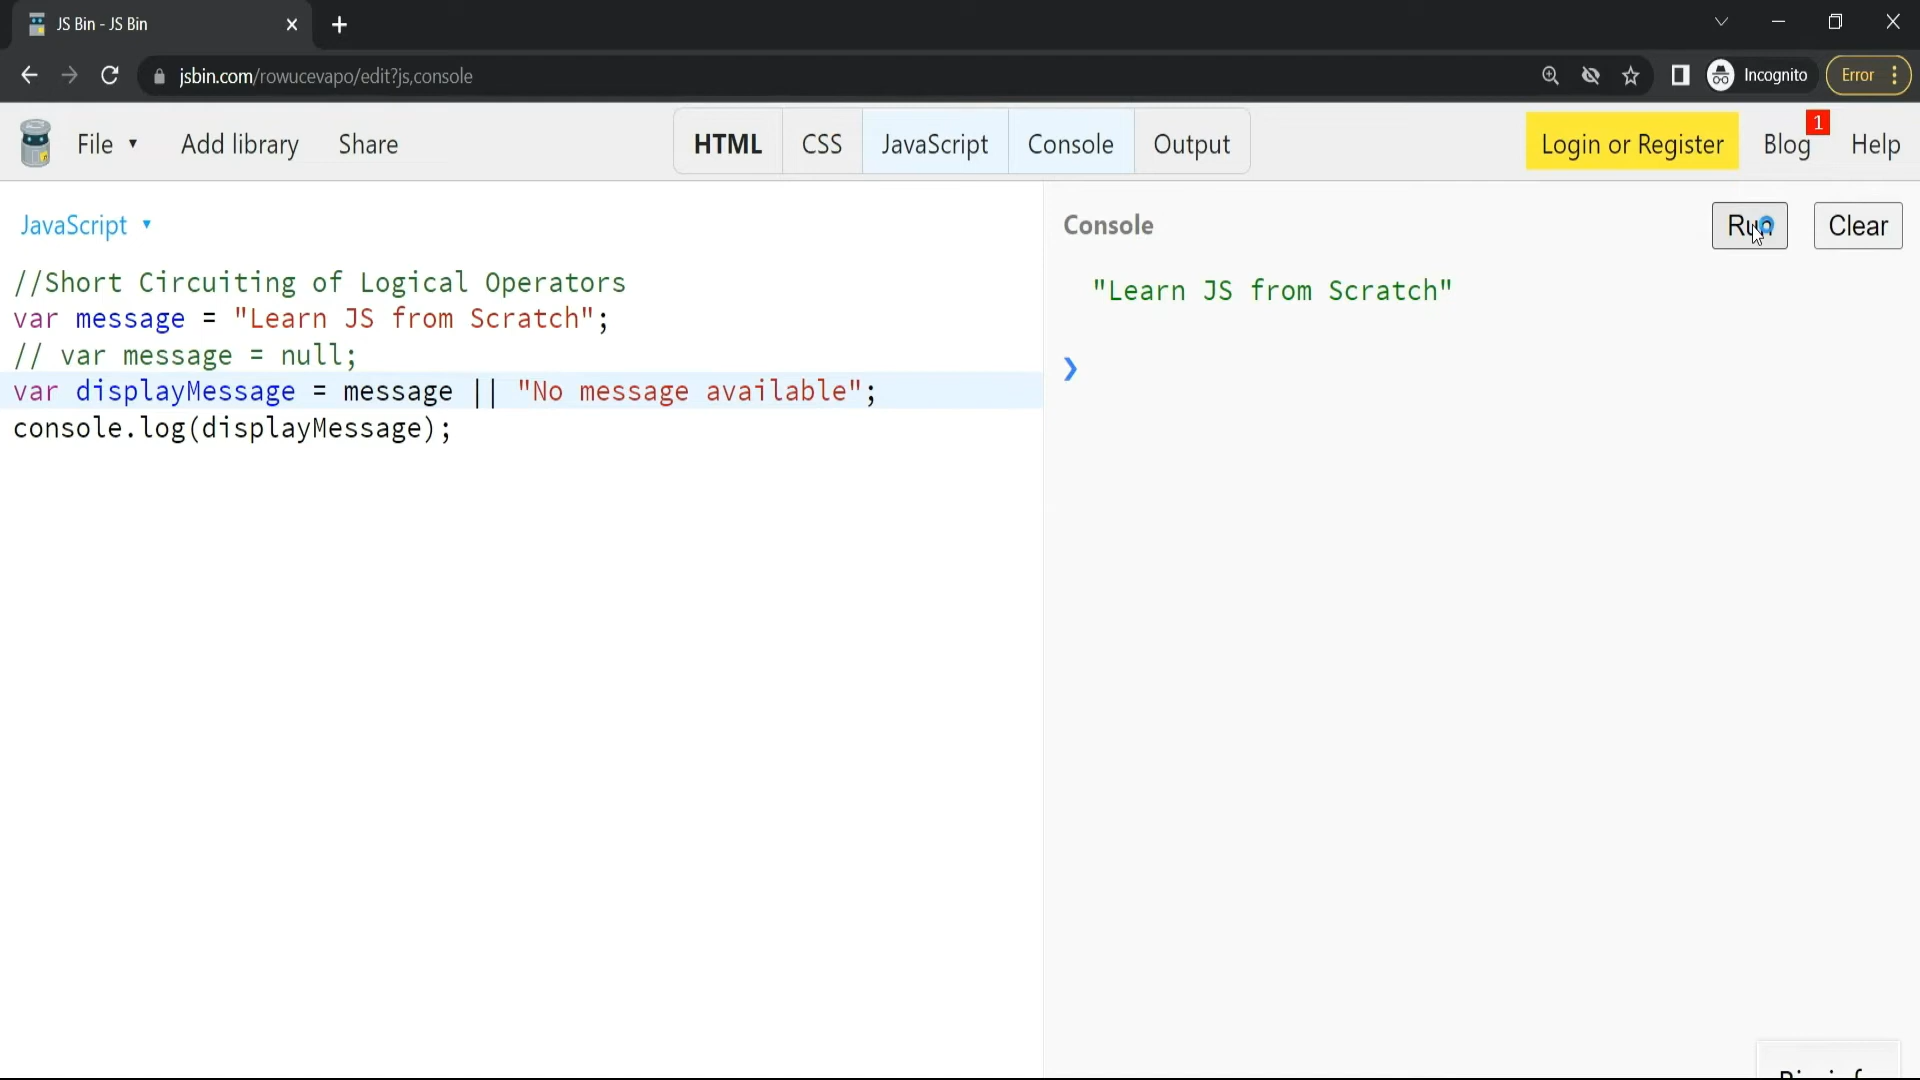 JS Bin - JS Bin
jsbin.com/rowucevapo/edit?js,console
Incognito
Error
File
Add library
Share
HTML
CSS
JavaScript
Console
Output
Login or Register
Blog
1
Help
JavaScript
//Short Circuiting of Logical Operators
var message = "Learn JS from Scratch";
// var message = null;
var displayMessage = message || "No message available";
console.log(displayMessage);
Console
Run
Clear
"Learn JS from Scratch"